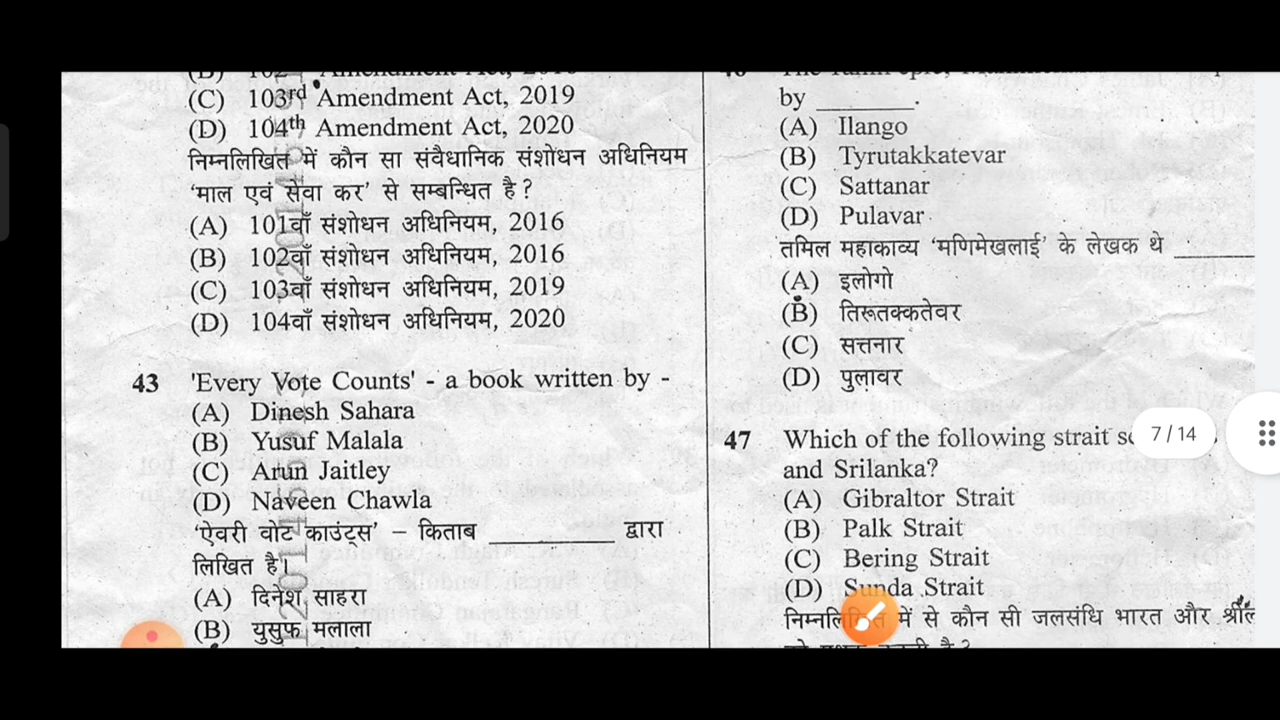 (C) 103rd Amendment Act, 2019
(D) 104th Amendment Act, 2020
निम्नलिखित में कौन सा संवैधानिक संशोधन अधिनियम
'माल एवं सेवा कर' से सम्बन्धित है ?
(A) 101वाँ संशोधन अधिनियम, 2016
(B) 102वाँ संशोधन अधिनियम, 2016
(C) 103वाँ संशोधन अधिनियम, 2019
(D) 104वाँ संशोधन अधिनियम, 2020
43 'Every Vote Counts' - a book written by -
(A) Dinesh Sahara
(B) Yusuf Malala
(C) Arun Jaitley
(D) Naveen Chawla
'ऐवरी वोट काउंट्स' – किताब __________ द्वारा
लिखित है।
(A) दिनेश साहरा
(B) युसुफ मलाला
by ________.
(A) Ilango
(B) Tyrutakkatevar
(C) Sattanar
(D) Pulavar
तमिल महाकाव्य 'मणिमेखलाई' के लेखक थे ______
(A) इलोगो
(B) तिरूतक्कतेवर
(C) सत्तनार
(D) पुलावर
47 Which of the following strait
and Srilanka?
(A) Gibraltor Strait
(B) Palk Strait
(C) Bering Strait
(D) Sunda Strait
में से कौन सी जलसंधि भारत और
7 / 14